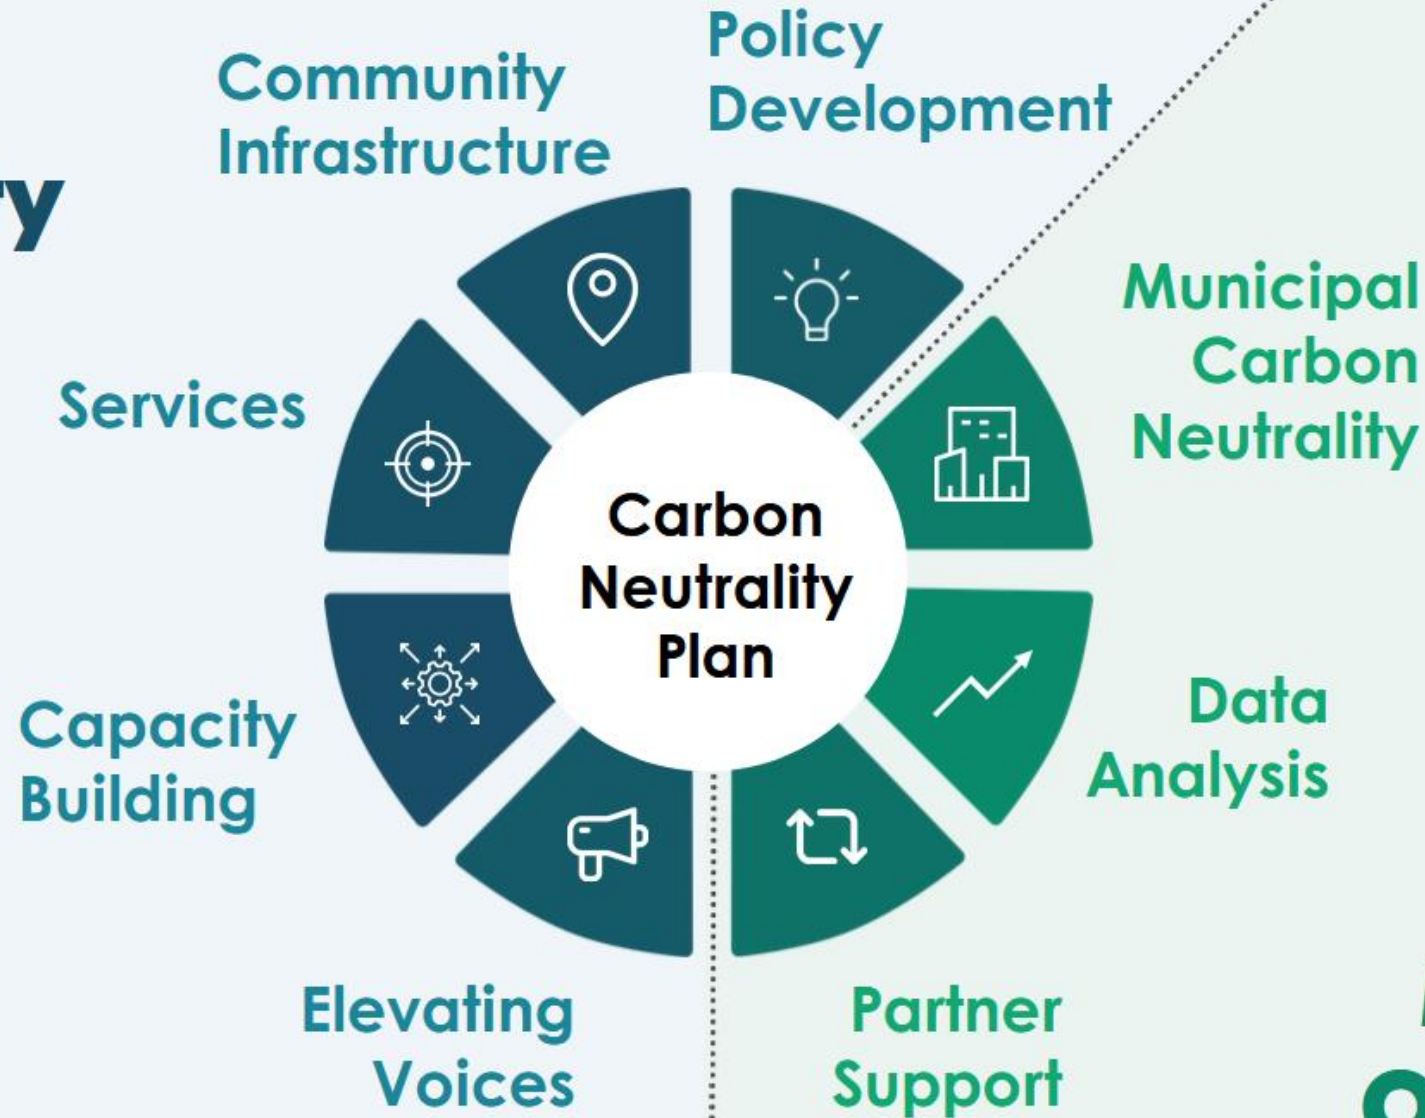 Policy
Development
Community
Infrastructure
Municipal
Carbon
Neutrality
Services
Carbon
Neutrality
Plan
Capacity
Building
Data
Analysis
Elevating
Voices
Partner
Support